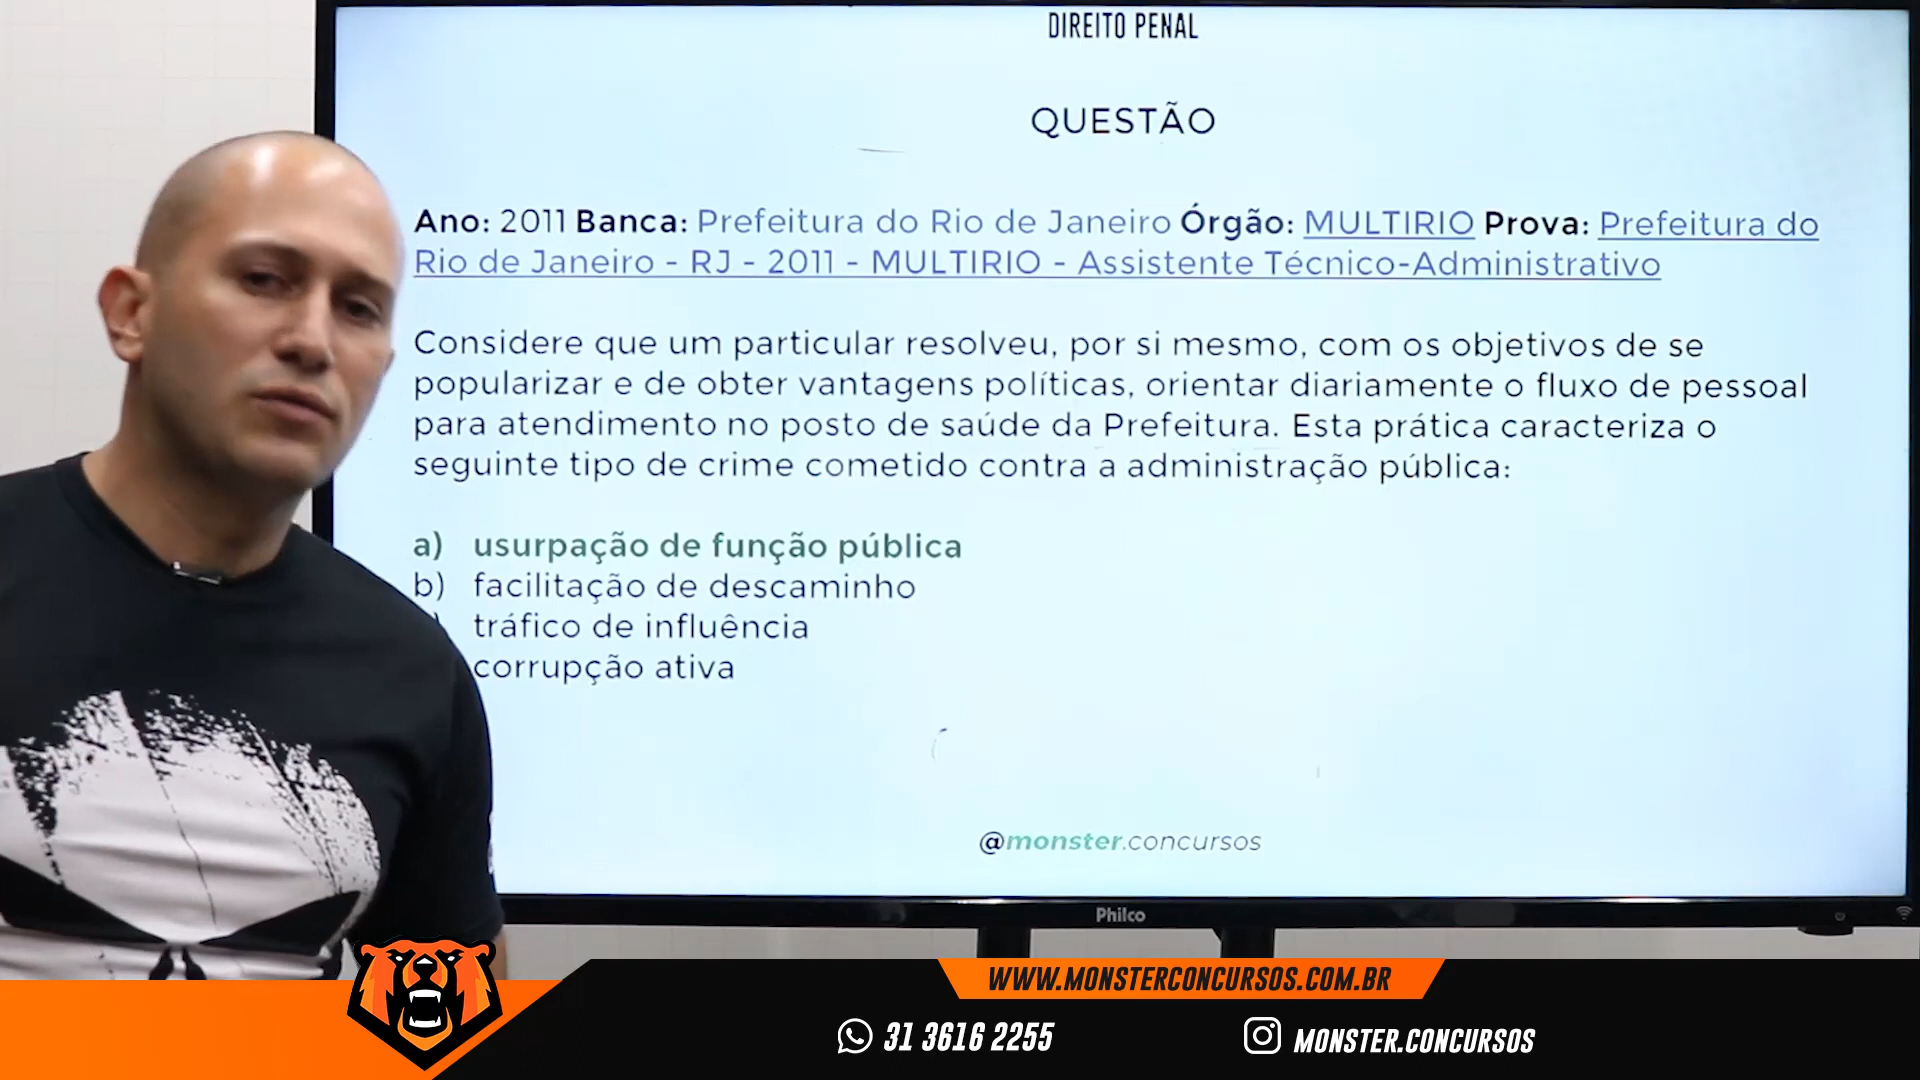 DIREITO PENAL
QUESTÃO
Ano: 2011 Banca: Prefeitura do Rio de Janeiro Órgão: MULTIRIO Prova: Prefeitura do
Rio de Janeiro - RJ - 2011 - MULTIRIO - Assistente Técnico-Administrativo
Considere que um particular resolveu, por si mesmo, com os objetivos de se
popularizar e de obter vantagens políticas, orientar diariamente o fluxo de pessoal
para atendimento no posto de saúde da Prefeitura. Esta prática caracteriza o
seguinte tipo de crime cometido contra a administração pública:
a) usurpação de função pública
b) facilitação de descaminho
tráfico de influência
corrupção ativa
@monster.concursos
Philco
WWW.MONSTERCONCURSOS.COM.BR
31 3616 2255
MONSTER.CONCURSOS